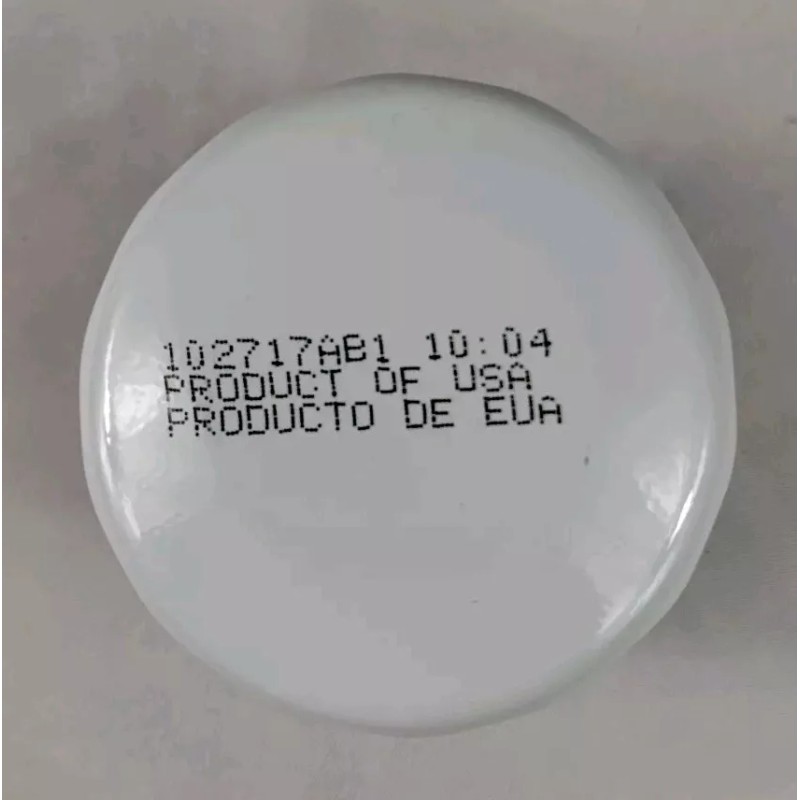 102717AB1 10:04
PRODUCT OF USA
PRODUCTO DE EUA